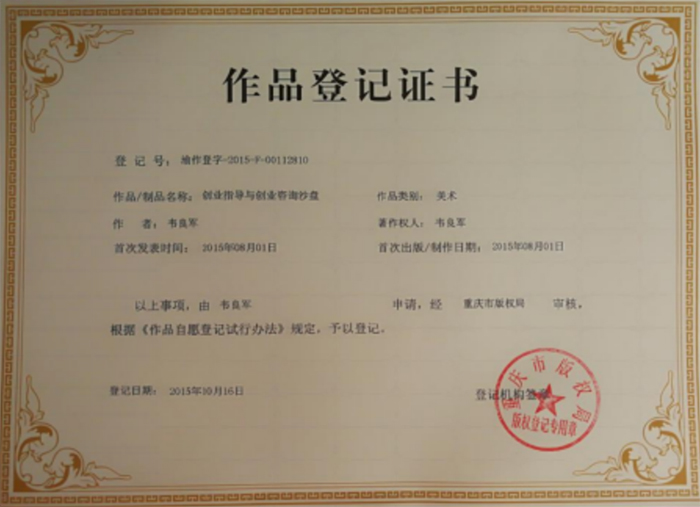 作品登记证书
登 记 号：渝作登字-2015-F-00112810
作品/制品名称：创业指导与创业咨询沙盘 作品类别：美术
作 者：韦良军 著作权人：韦良军
首次发表时间：2015年08月01日 首次出版/制作日期：2015年08月01日
以上事项，由 韦良军 申请，经 重庆市版权局 审核，
根据《作品自愿登记试行办法》规定，予以登记。
登记日期：2015年10月16日 登记机构签章
重庆市版权局
版权登记专用章